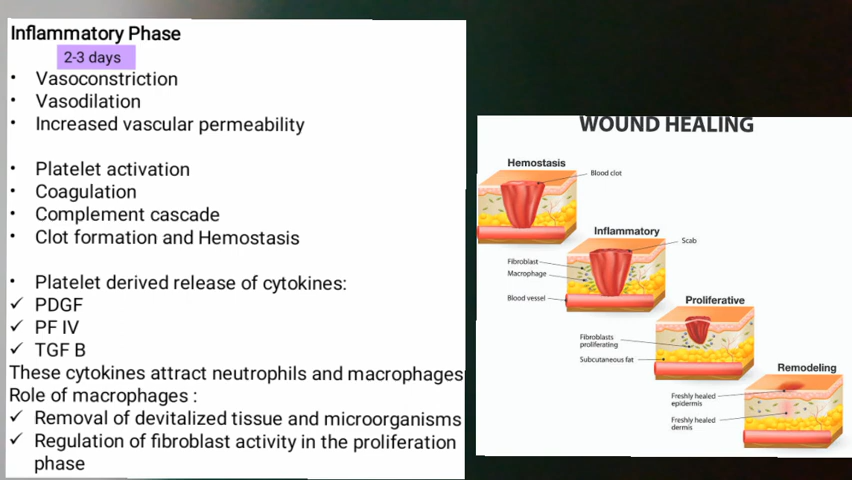 Inflammatory Phase
2-3 days
• Vasoconstriction
• Vasodilation
• Increased vascular permeability
• Platelet activation
• Coagulation
• Complement cascade
• Clot formation and Hemostasis
• Platelet derived release of cytokines:
✓ PDGF
✓ PF IV
✓ TGF B
These cytokines attract neutrophils and macrophages
Role of macrophages :
✓ Removal of devitalized tissue and microorganisms
✓ Regulation of fibroblast activity in the proliferation
phase
WOUND HEALING
Hemostasis
Blood clot
Inflammatory
Scab
Fibroblast
Macrophage
Blood vessel
Proliferative
Fibroblasts
proliferating
Subcutaneous fat
Remodeling
Freshly healed
epidermis
Freshly healed
dermis